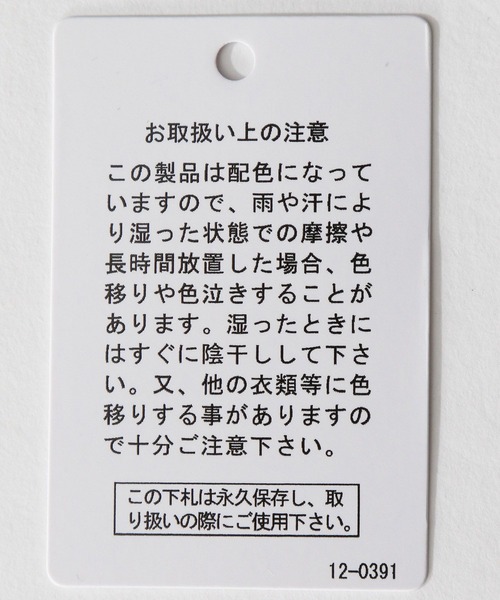 お取扱い上の注意
この製品は配色になって
いますので、雨や汗によ
り湿った状態での摩擦や
長時間放置した場合、色
移りや色泣きすることが
あります。湿ったときに
はすぐに陰干しして下さ
い。又、他の衣類等に色
移りする事がありますの
で十分ご注意下さい。
この下札は永久保存し、取
り扱いの際にご使用下さい。
12-0391